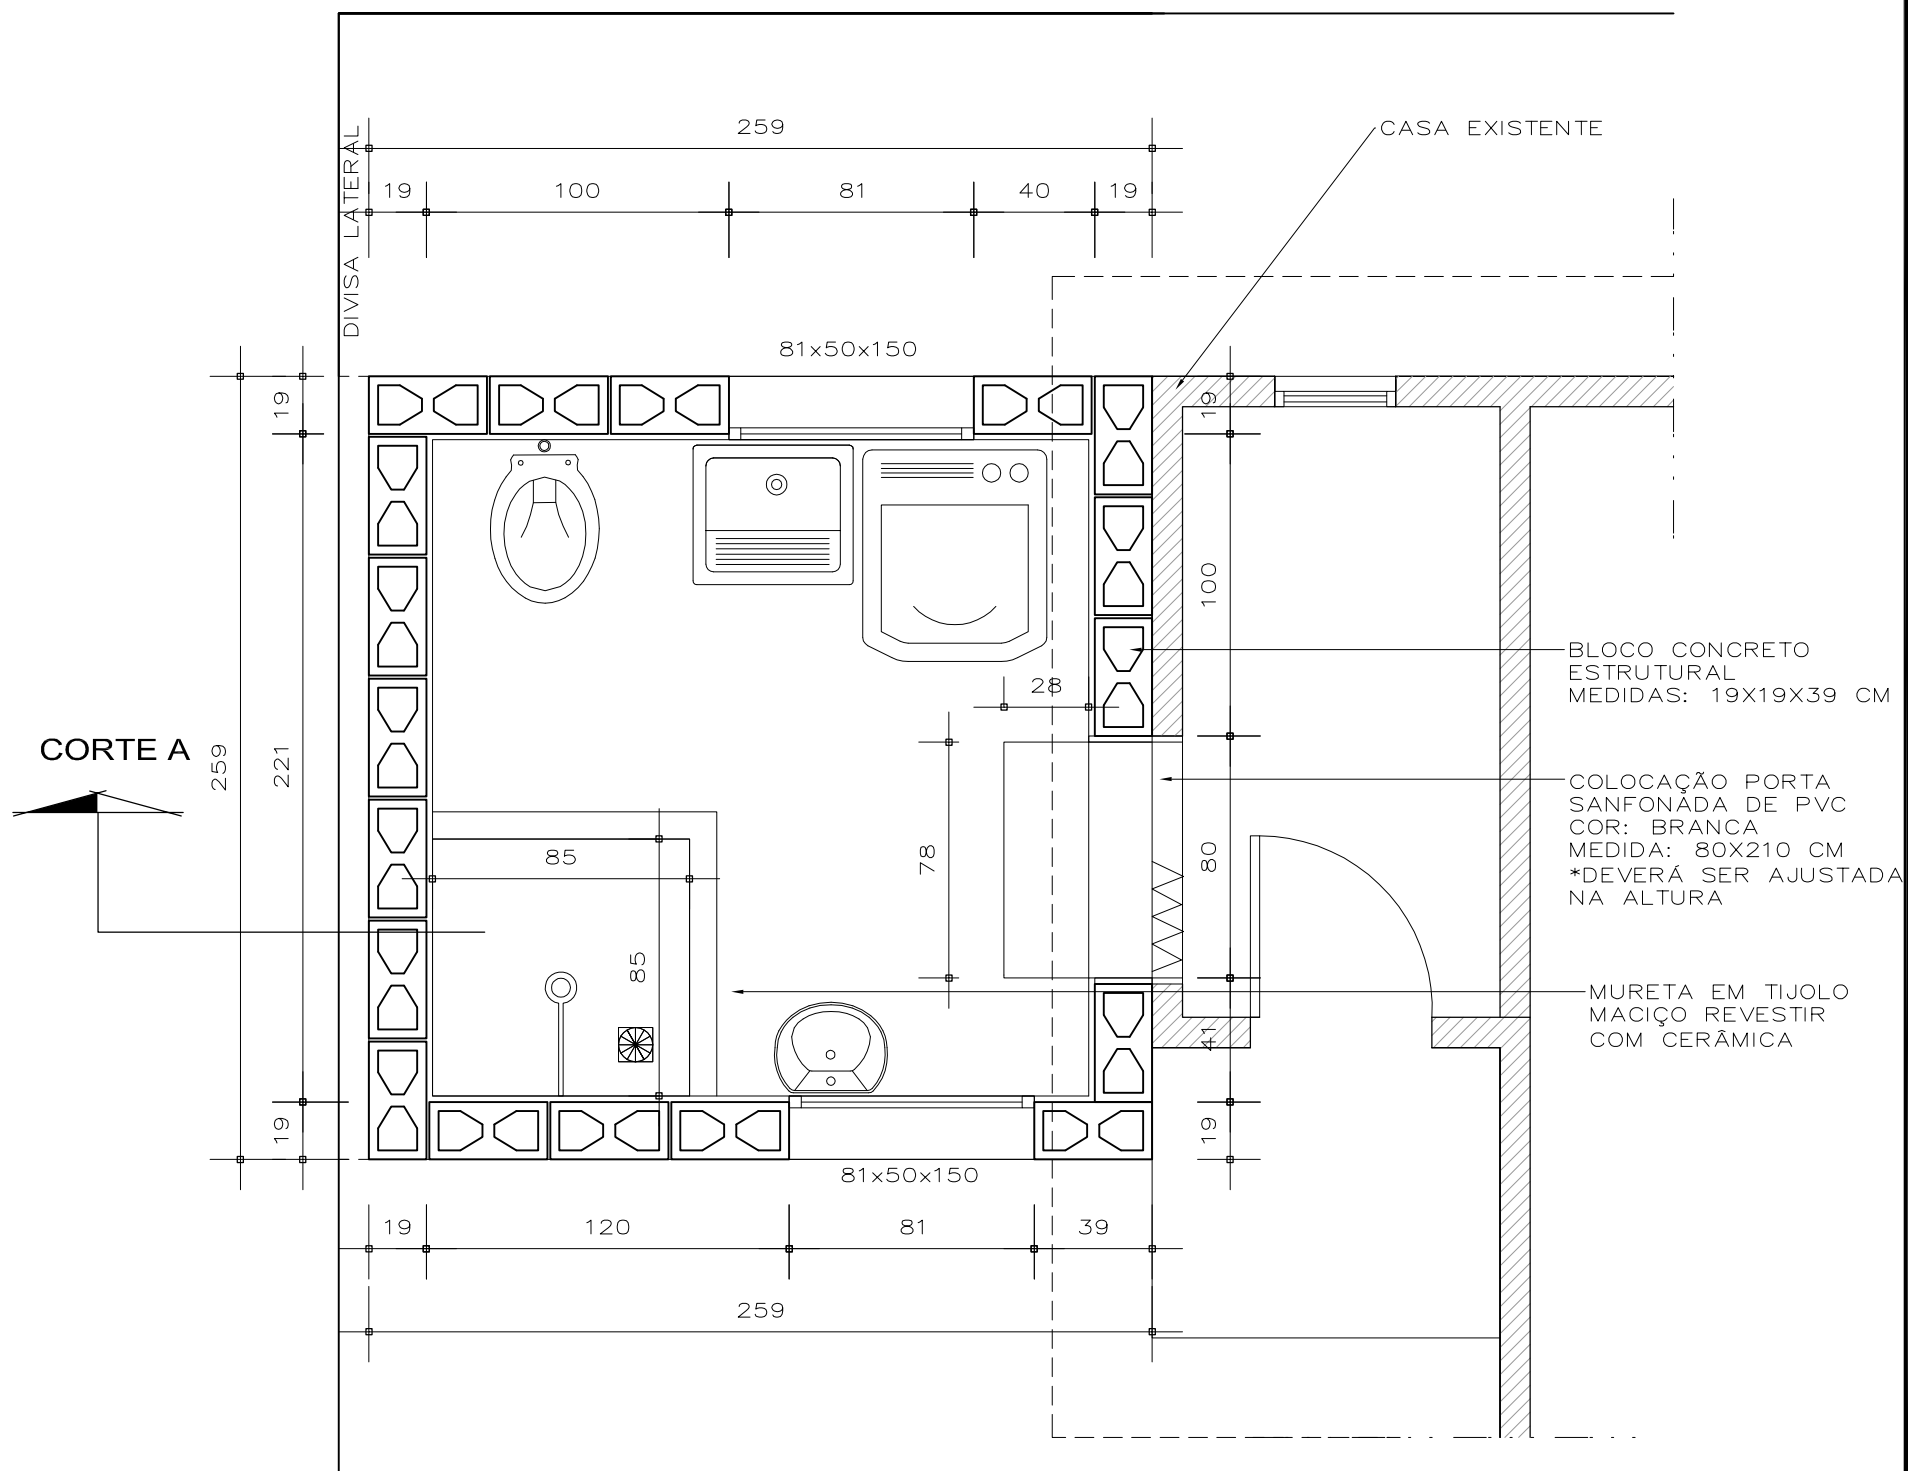 259
CASA EXISTENTE
19
100
81
40
19
DIVISA LATERAL
81x50x150
19
19
100
BLOCO CONCRETO
ESTRUTURAL
MEDIDAS: 19X19X39 CM
28
CORTE A
259
221
COLOCAÇÃO PORTA
SANFONADA DE PVC
COR: BRANCA
MEDIDA: 80X210 CM
*DEVERÁ SER AJUSTADA
NA ALTURA
85
78
80
85
MURETA EM TIJOLO
MACIÇO REVESTIR
COM CERÂMICA
41
19
19
81x50x150
19
120
81
39
259